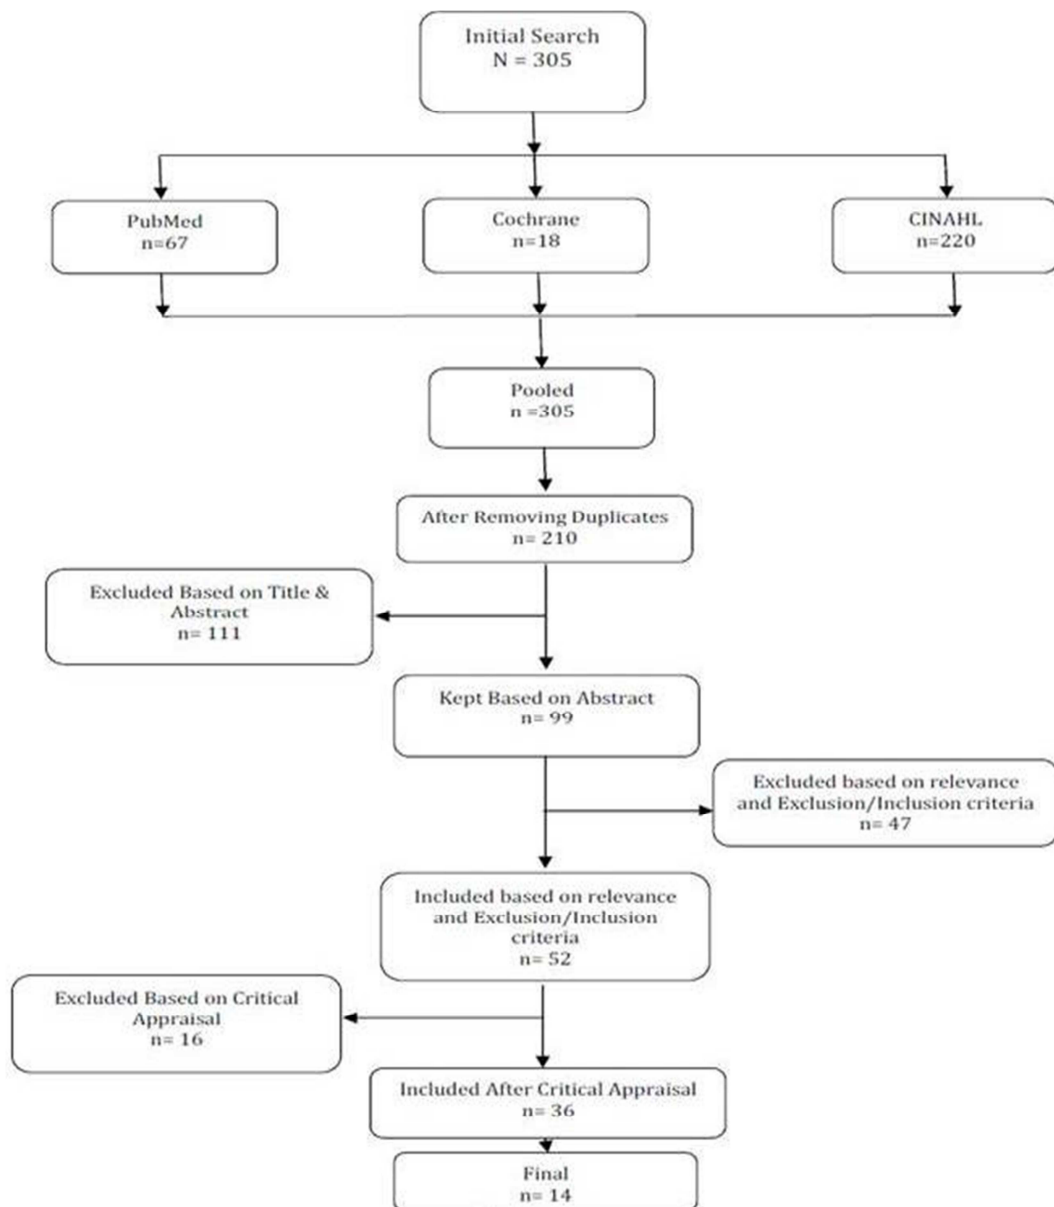 Initial Search
N = 305
PubMed
n=67
Cochrane
n=18
CINAHL
n=220
Pooled
n =305
After Removing Duplicates
n= 210
Excluded Based on Title &
Abstract
n= 111
Kept Based on Abstract
n= 99
Excluded based on relevance
and Exclusion/Inclusion criteria
n= 47
Included based on relevance
and Exclusion/Inclusion
criteria
n= 52
Excluded Based on Critical
Appraisal
n= 16
Included After Critical Appraisal
n= 36
Final
n= 14